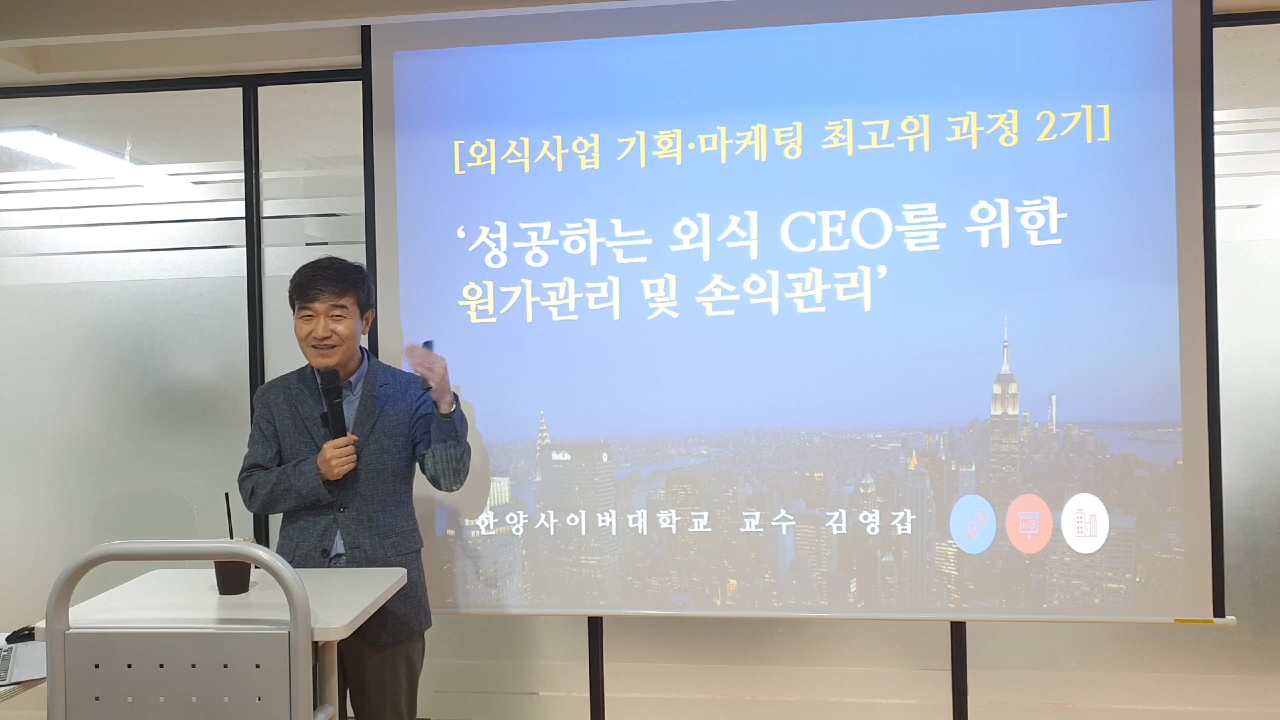 [외식사업 기획·마케팅 최고위 과정 2기]
‘성공하는 외식 CEO를 위한
원가관리 및 손익관리’
한양사이버대학교 교수 김영갑